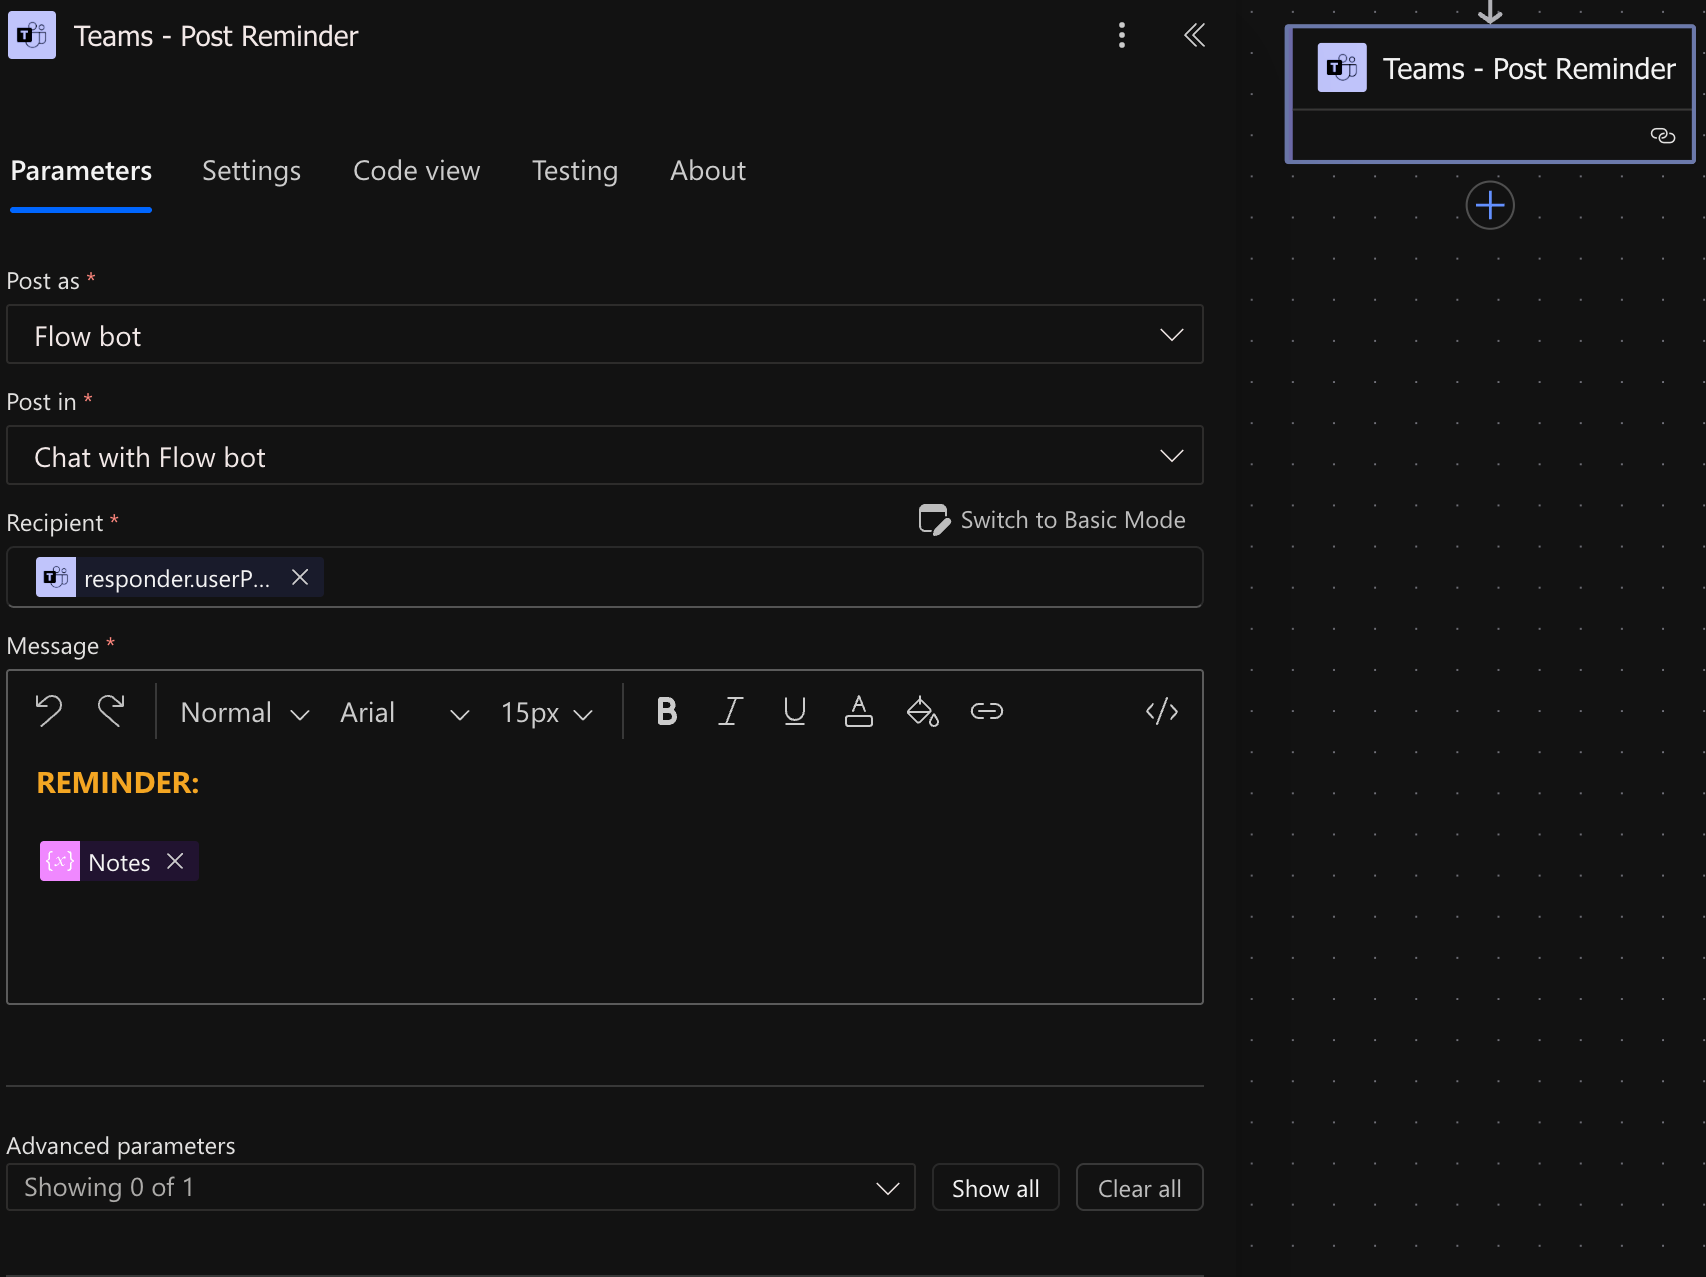 Teams - Post Reminder
Parameters Settings Code view Testing About
Post as *
Flow bot
Post in *
Chat with Flow bot
Recipient *
Switch to Basic Mode
responder.userP...
Message *
Normal Arial 15px B I U A </>
REMINDER:
{x} Notes
Advanced parameters
Showing 0 of 1
Show all
Clear all
Teams - Post Reminder